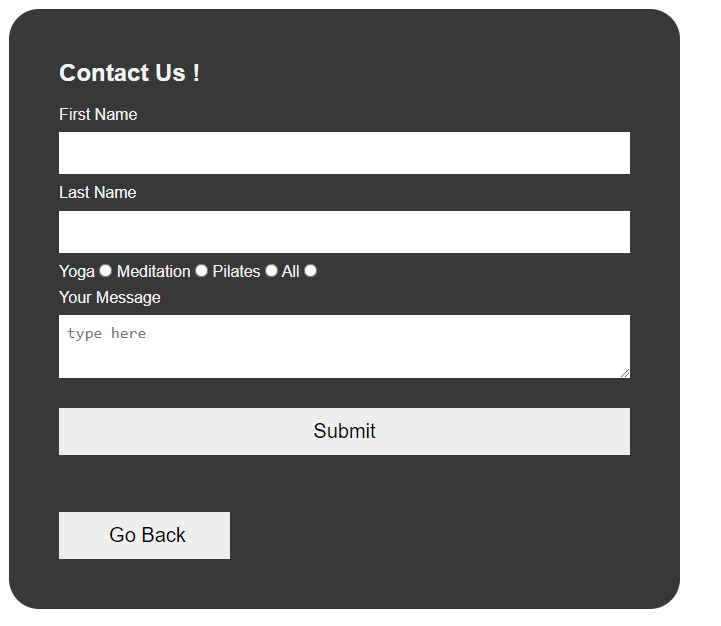 Contact Us !
First Name
Last Name
Yoga Meditation Pilates All
Your Message
type here
Submit
Go Back